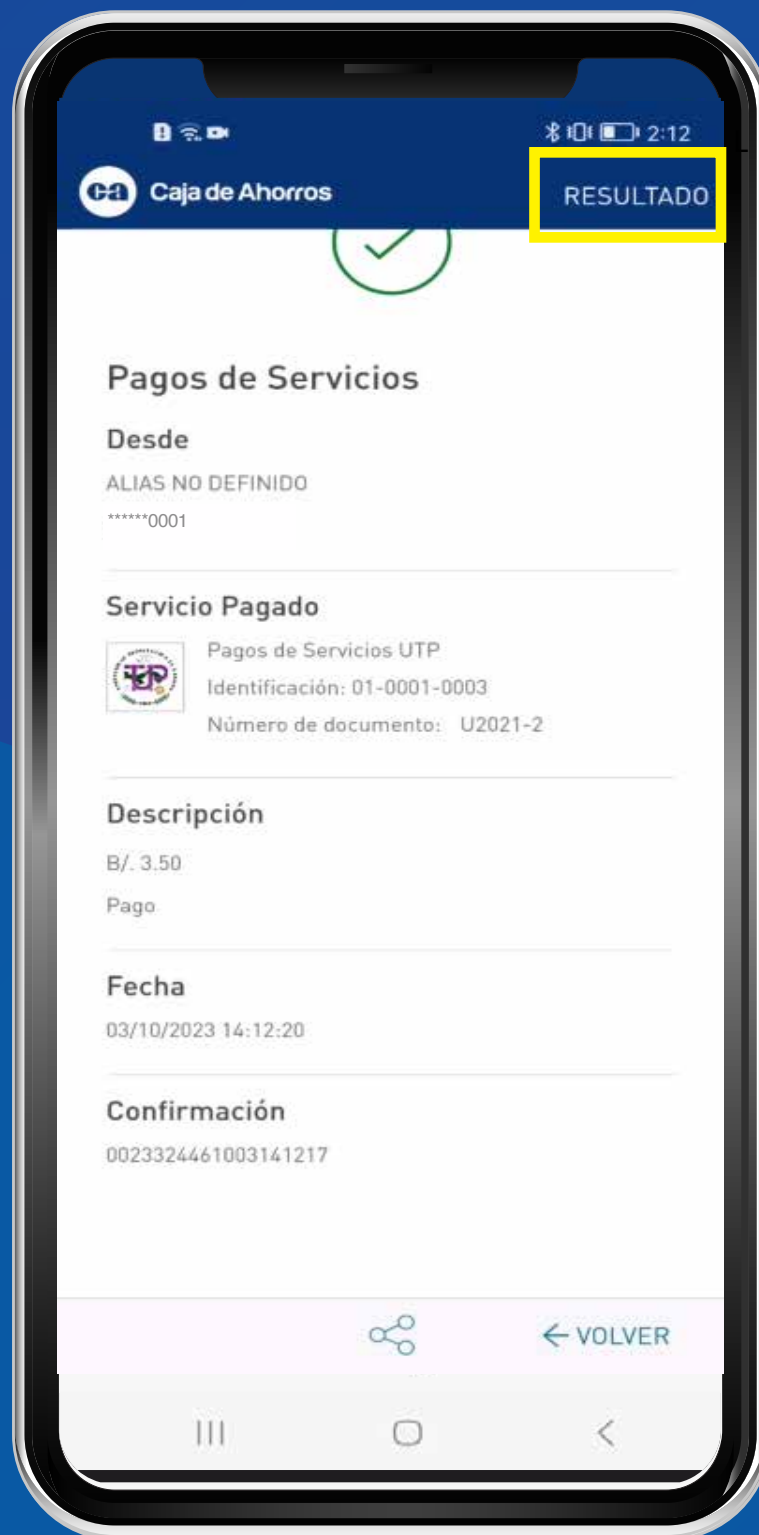 2:12
ca Caja de Ahorros
RESULTADO
Pagos de Servicios
Desde
ALIAS NO DEFINIDO
******0001
Servicio Pagado
UTP
Pagos de Servicios UTP
Identificación: 01-0001-0003
Número de documento: U2021-2
Descripción
B/. 3.50
Pago
Fecha
03/10/2023 14:12:20
Confirmación
0023324461003141217
VOLVER